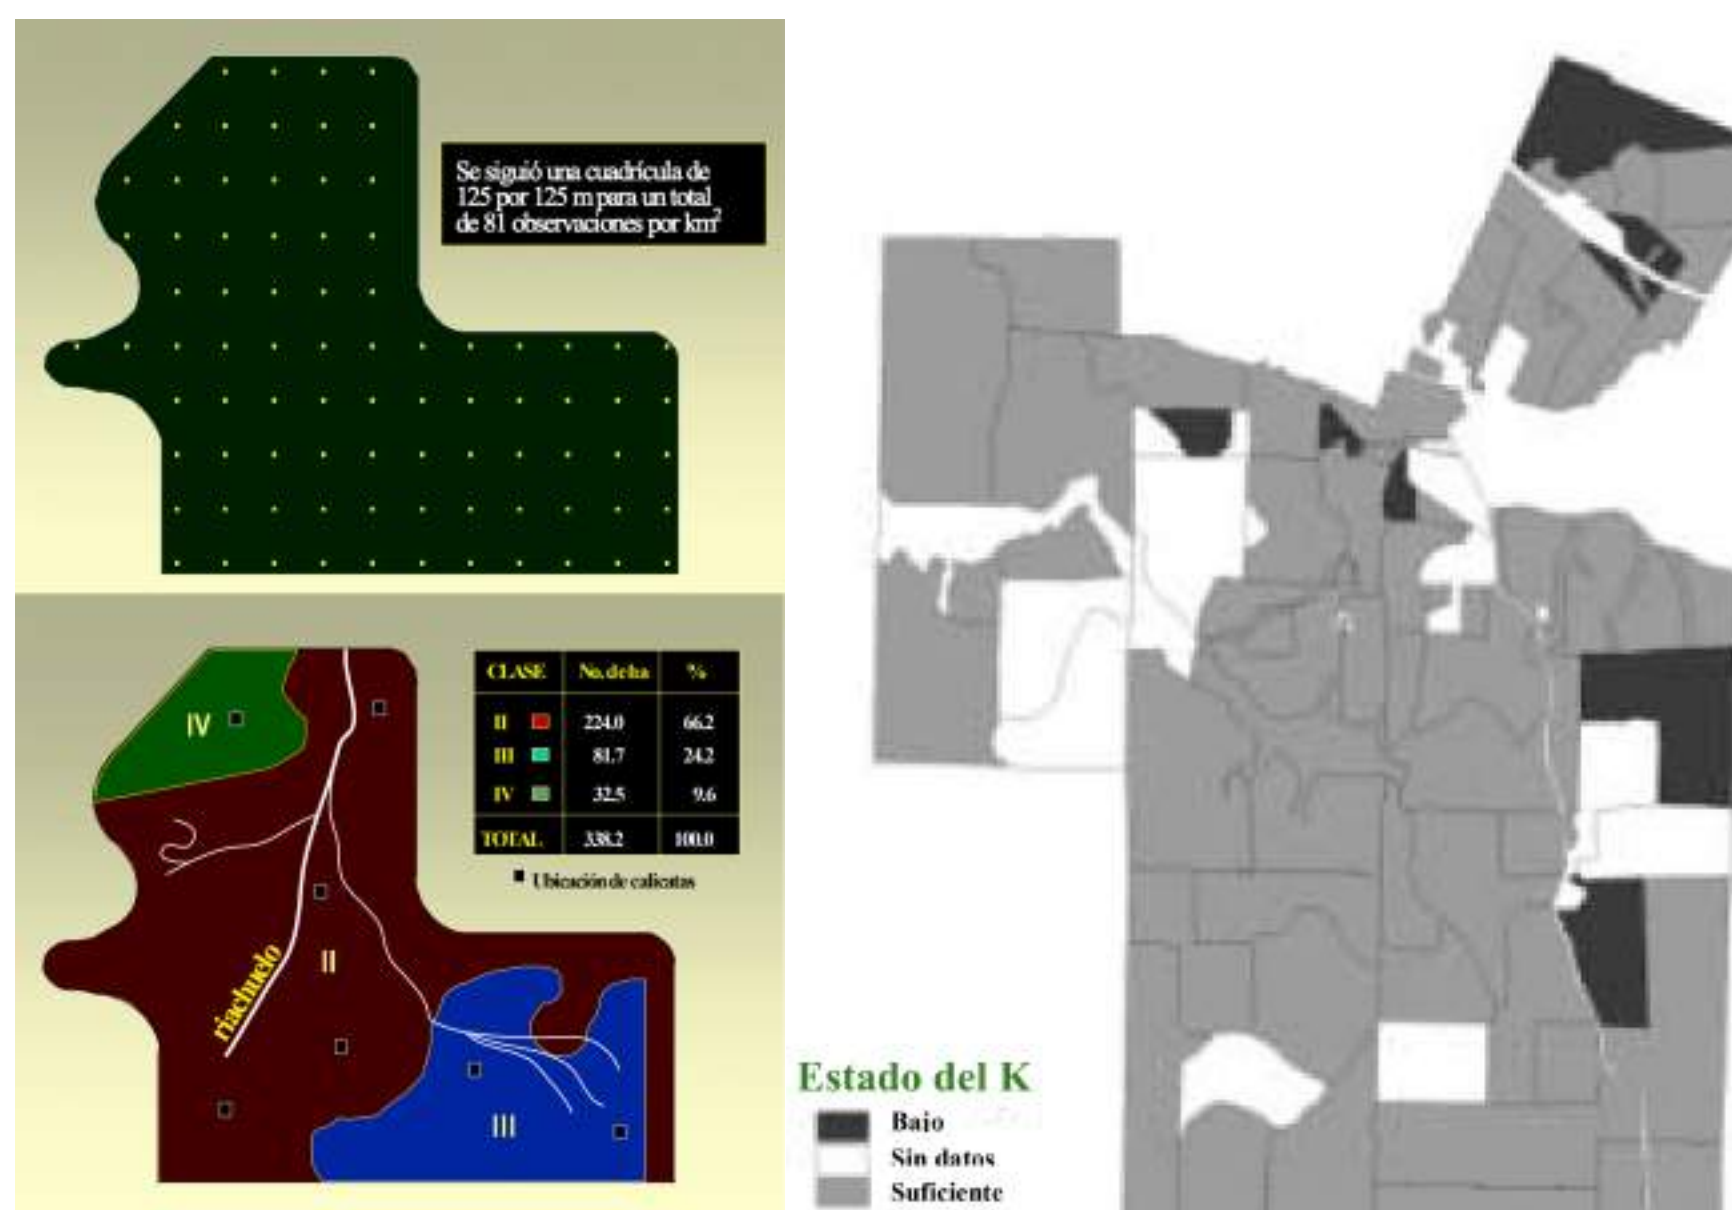 Se siguió una cuadrícula de
125 por 125 m para un total
de 81 observaciones por km²
CLASE No. de ha %
II 224.0 66.2
III 81.7 24.2
IV 32.5 9.6
TOTAL 338.2 100.0
Ubicación de calicatas
IV
riachuelo
II
III
Estado del K
Bajo
Sin datos
Suficiente